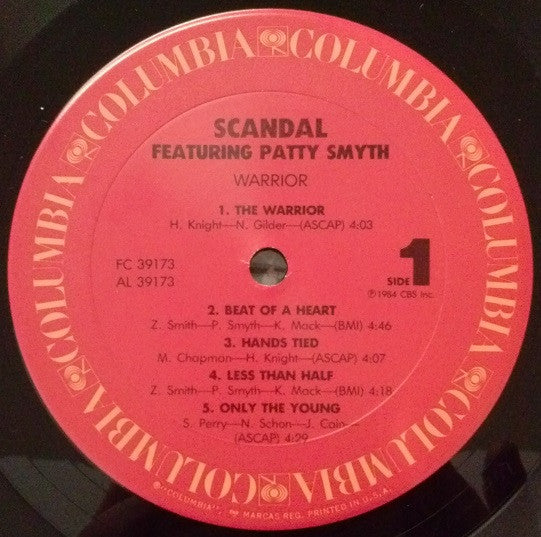 COLUMBIA COLUMBIA COLUMBIA COLUMBIA COLUMBIA COLUMBIA
SCANDAL
FEATURING PATTY SMYTH
WARRIOR
1. THE WARRIOR
H. Knight—N. Gilder—(ASCAP) 4:03
FC 39173
AL 39173
SIDE 1
℗1984 CBS Inc.
2. BEAT OF A HEART
Z. Smith—P. Smyth—K. Mack—(BMI) 4:46
3. HANDS TIED
M. Chapman—H. Knight—(ASCAP) 4:07
4. LESS THAN HALF
Z. Smith—P. Smyth—K. Mack—(BMI) 4:18
5. ONLY THE YOUNG
S. Perry—N. Schon—J. Cain—
(ASCAP) 4:29
"COLUMBIA", MARCAS REG. PRINTED IN U.S.A.